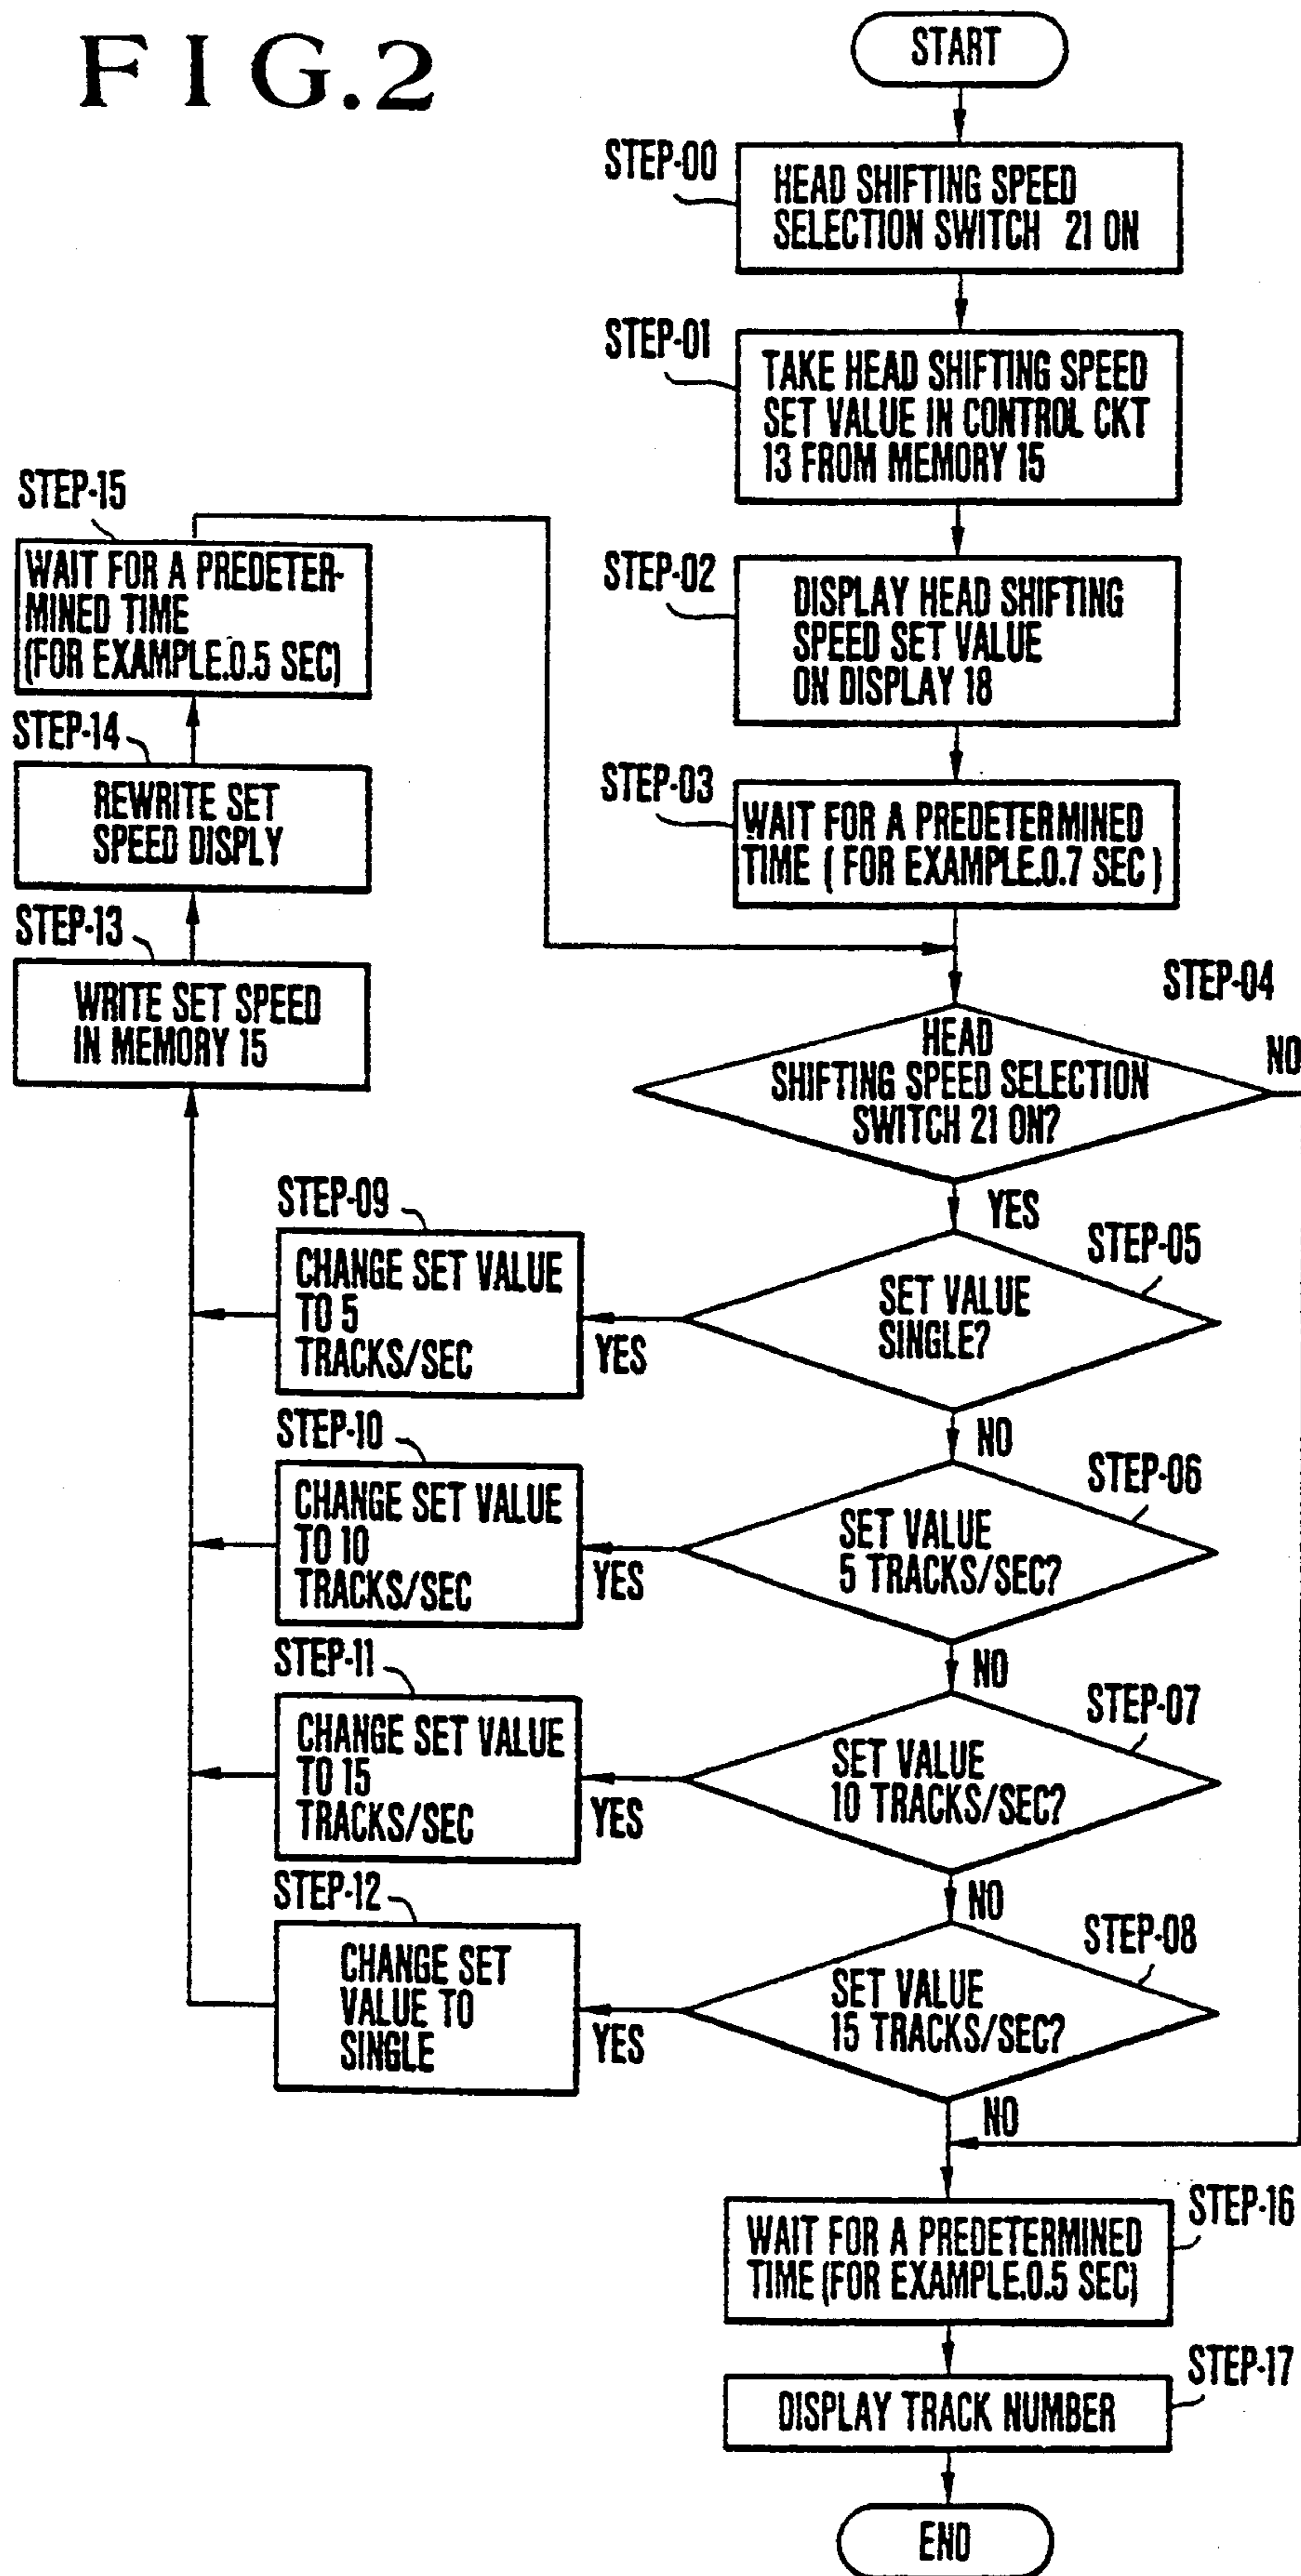 FIG.2
START
STEP-00
HEAD SHIFTING SPEED
SELECTION SWITCH 21 ON
STEP-01
TAKE HEAD SHIFTING SPEED
SET VALUE IN CONTROL CKT
13 FROM MEMORY 15
STEP-02
DISPLAY HEAD SHIFTING
SPEED SET VALUE
ON DISPLAY 18
STEP-03
WAIT FOR A PREDETERMINED
TIME ( FOR EXAMPLE.0.7 SEC )
STEP-15
WAIT FOR A PREDETER-
MINED TIME
(FOR EXAMPLE.0.5 SEC)
STEP-14
REWRITE SET
SPEED DISPLY
STEP-13
WRITE SET SPEED
IN MEMORY 15
STEP-04
HEAD
SHIFTING SPEED SELECTION
SWITCH 21 ON?
NO
YES
STEP-05
SET VALUE
SINGLE?
YES
STEP-09
CHANGE SET VALUE
TO 5
TRACKS/SEC
NO
STEP-06
SET VALUE
5 TRACKS/SEC?
YES
STEP-10
CHANGE SET VALUE
TO 10
TRACKS/SEC
NO
STEP-07
SET VALUE
10 TRACKS/SEC?
YES
STEP-11
CHANGE SET VALUE
TO 15
TRACKS/SEC
NO
STEP-08
SET VALUE
15 TRACKS/SEC?
YES
STEP-12
CHANGE SET
VALUE TO
SINGLE
NO
STEP-16
WAIT FOR A PREDETERMINED
TIME (FOR EXAMPLE.0.5 SEC)
STEP-17
DISPLAY TRACK NUMBER
END